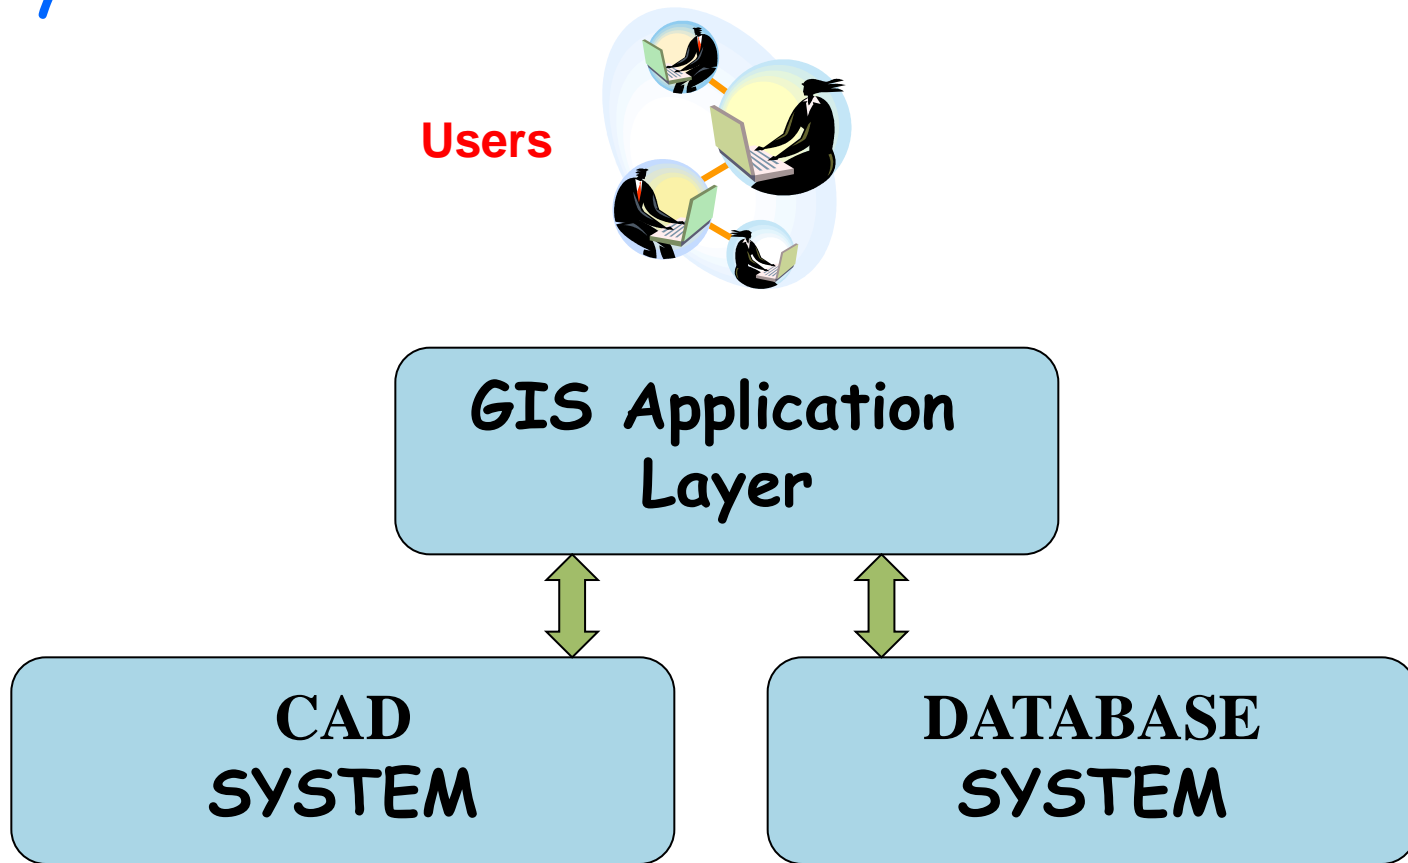 Users
GIS Application
Layer
CAD
SYSTEM
DATABASE
SYSTEM